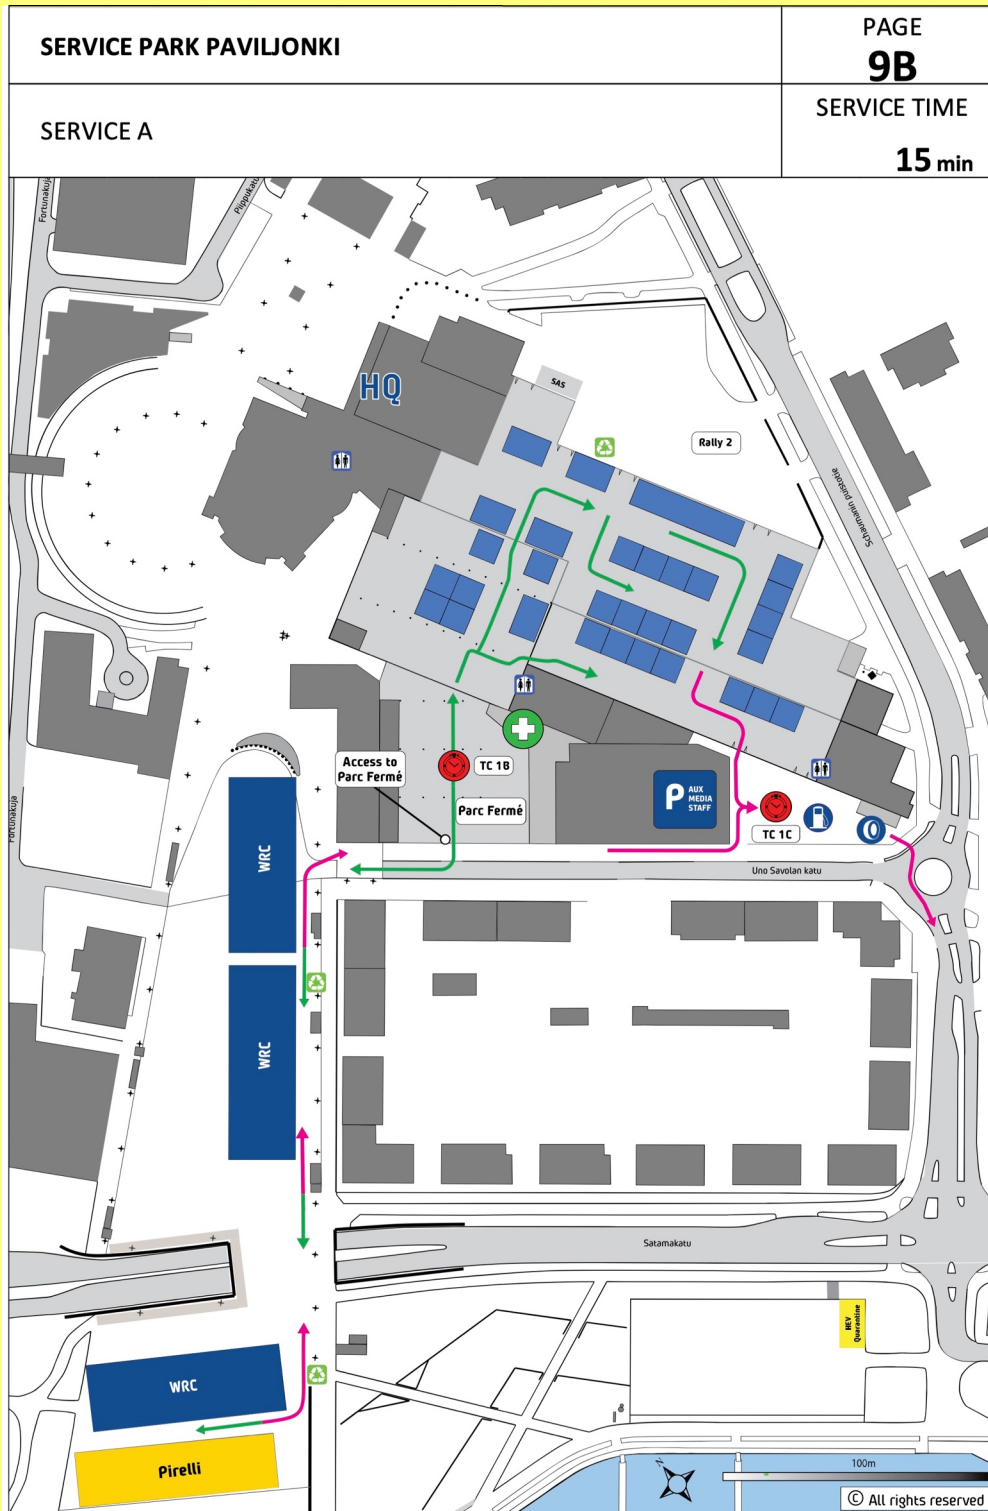 SERVICE PARK PAVILJONKI
PAGE
9B
SERVICE A
SERVICE TIME
15 min
Fortunakuja
Piippukatu
HQ
SAS
Rally 2
Schaumanin puistotie
Access to
Parc Fermé
TC 1B
Parc Fermé
P AUX
MEDIA
STAFF
TC 1C
Fortunakuja
WRC
Uno Savolan katu
WRC
Satamakatu
HEV
Quarantine
WRC
Pirelli
N
100m
© All rights reserved